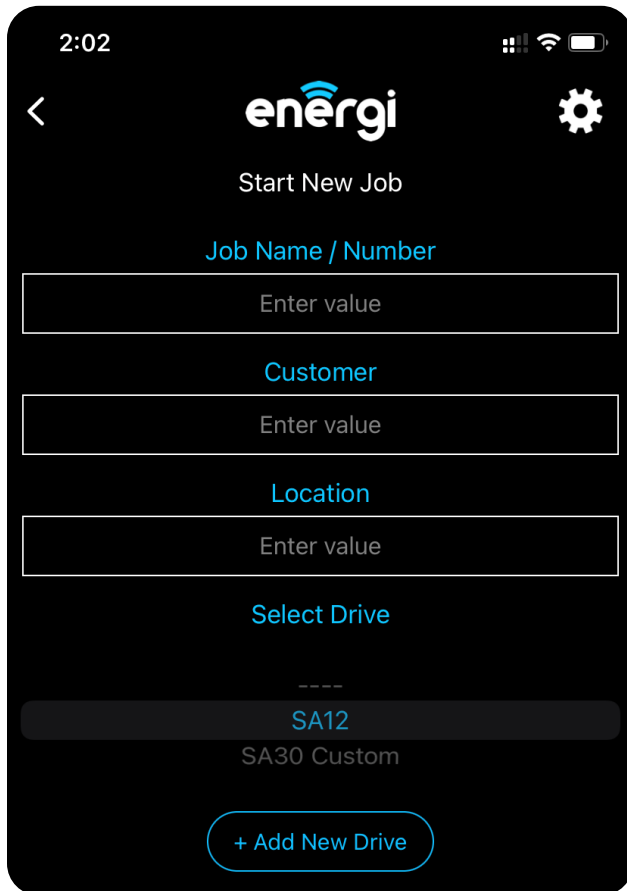 2:02
energi
Start New Job
Job Name / Number
Enter value
Customer
Enter value
Location
Enter value
Select Drive
----
SA12
SA30 Custom
+ Add New Drive